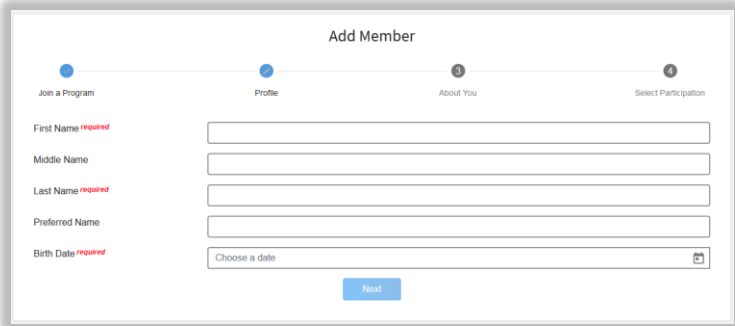 Add Member
3 4
Join a Program Profile About You Select Participation
First Name required
Middle Name
Last Name required
Preferred Name
Birth Date required
Choose a date
Next